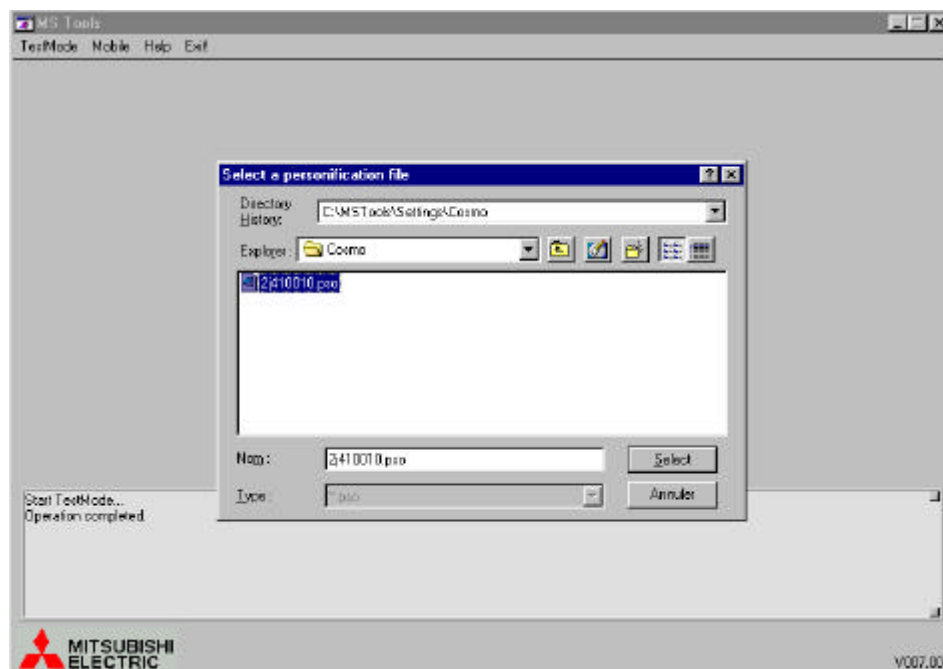 MS Tools
TestMode Mobile Help Exit
Select a personification file
Directory History: C:\MSTools\Settings\Cosmo
Explorer: Cosmo
2j410010.pso
Nom: 2j410010.pso
Select
Type: *.pso
Annuler
Start TestMode...
Operation completed.
MITSUBISHI
ELECTRIC
V007.00